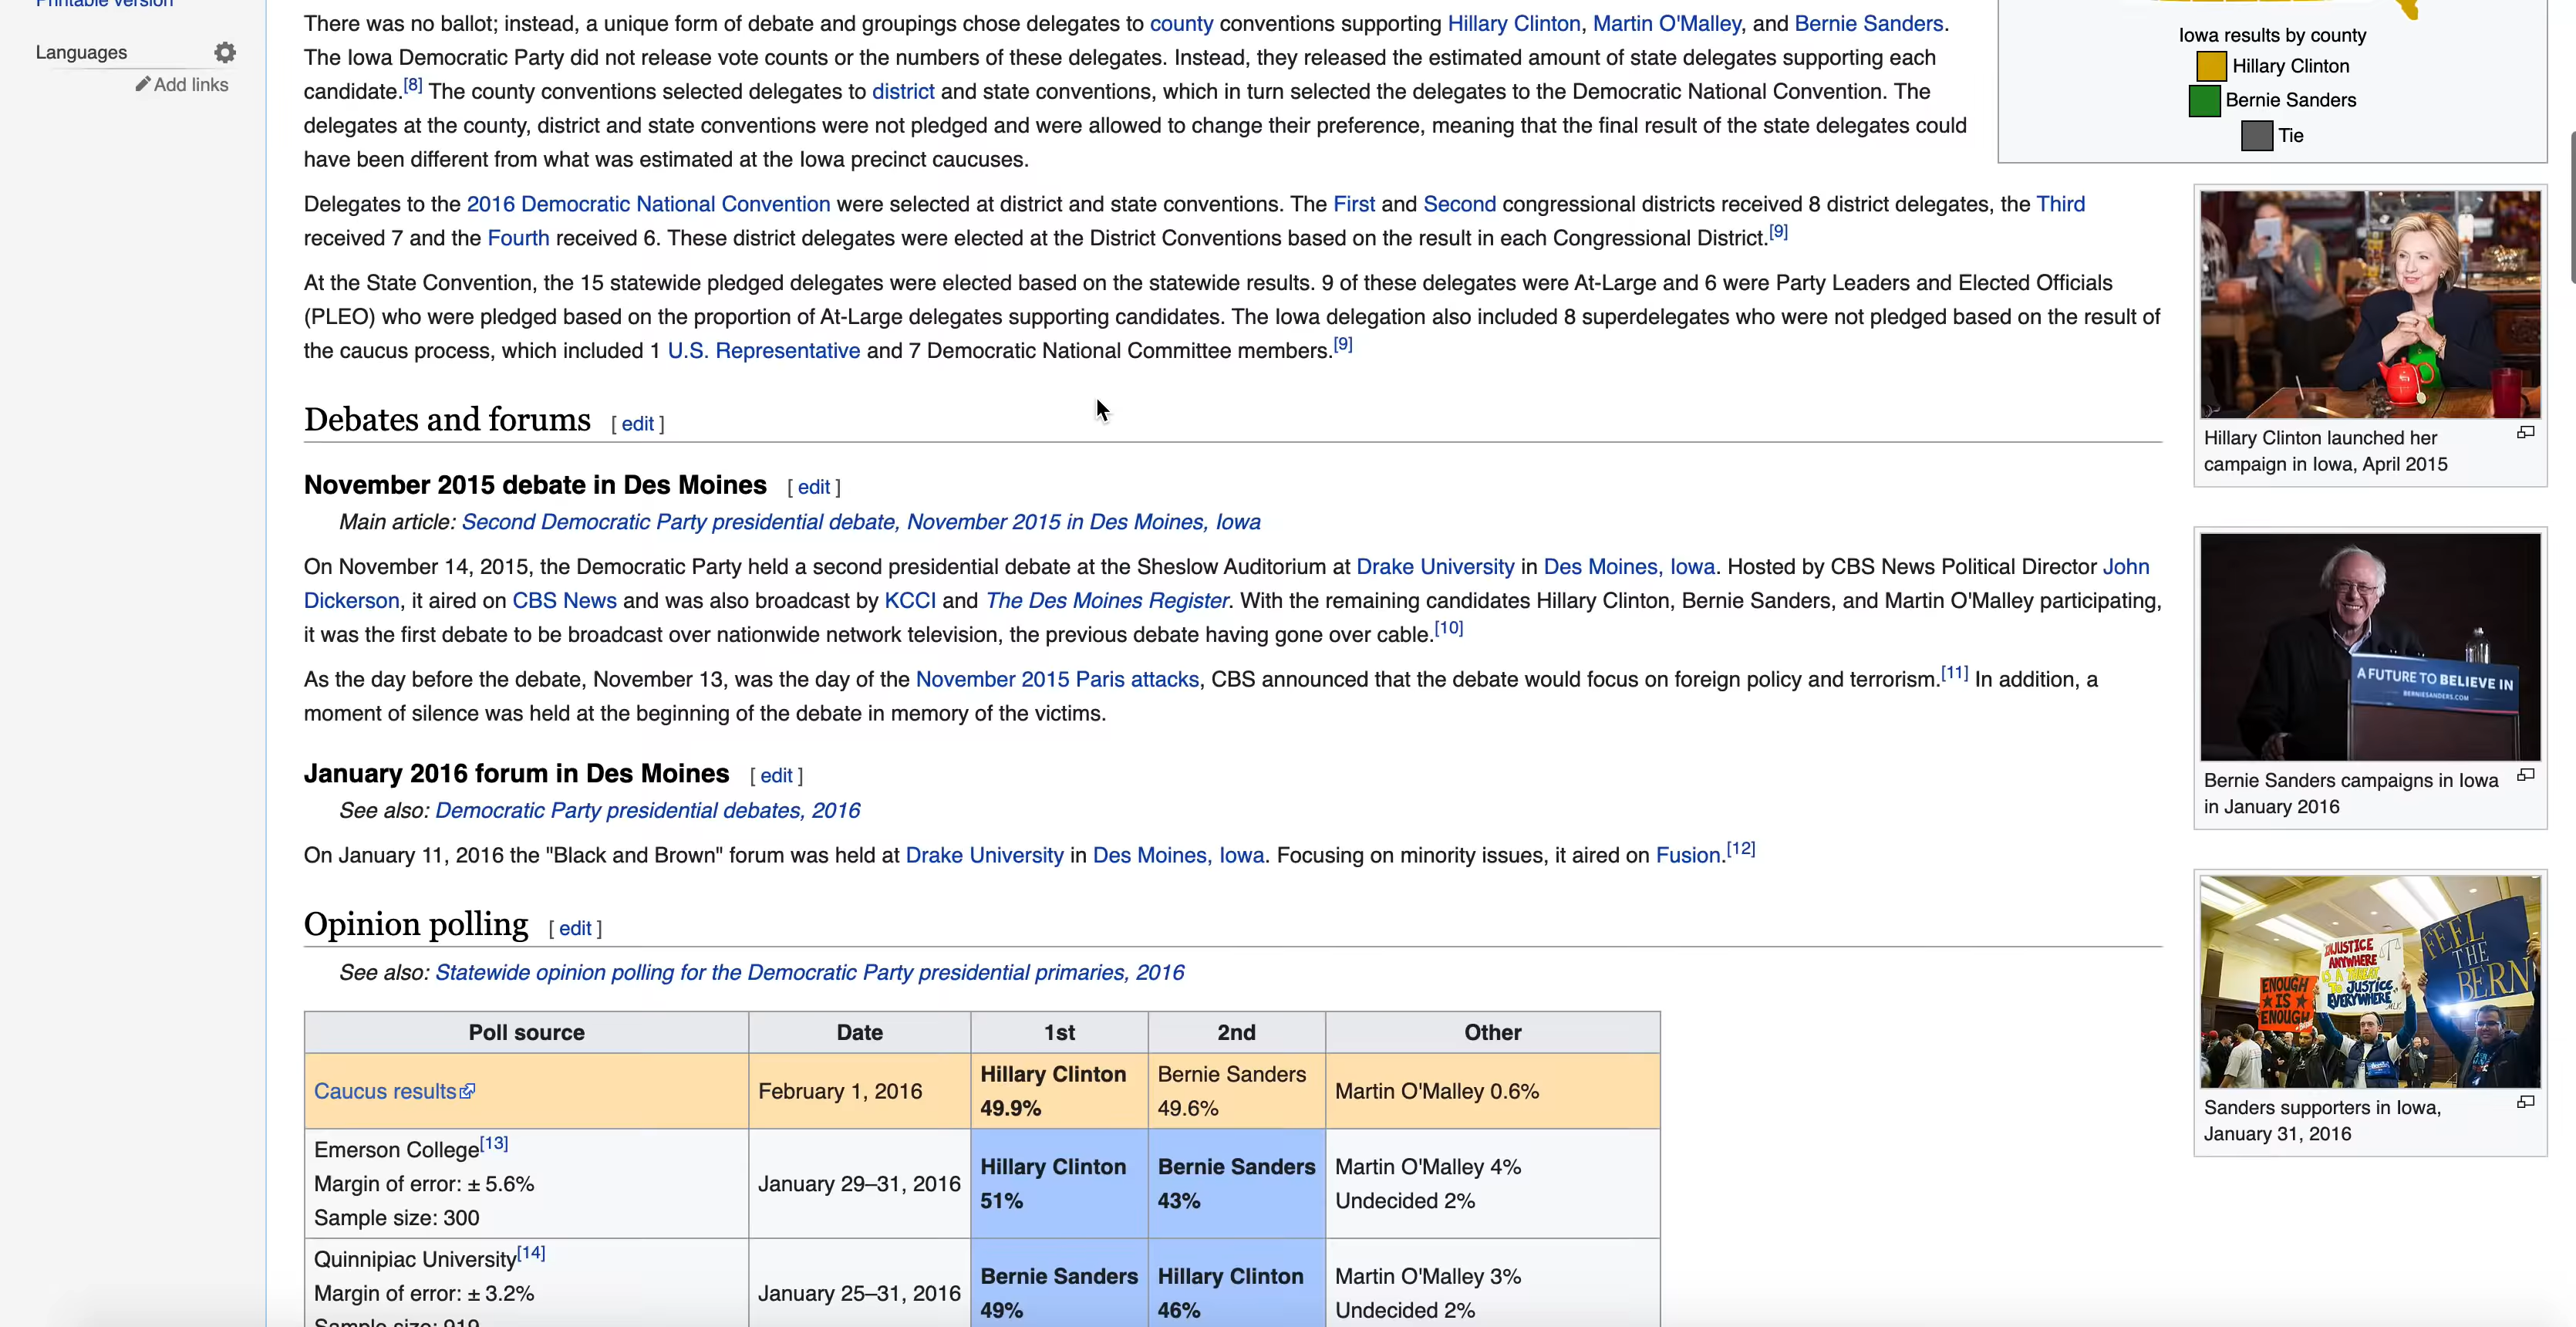 Printable version
Languages
Add links
There was no ballot; instead, a unique form of debate and groupings chose delegates to county conventions supporting Hillary Clinton, Martin O'Malley, and Bernie Sanders.
The Iowa Democratic Party did not release vote counts or the numbers of these delegates. Instead, they released the estimated amount of state delegates supporting each
candidate.[8] The county conventions selected delegates to district and state conventions, which in turn selected the delegates to the Democratic National Convention. The
delegates at the county, district and state conventions were not pledged and were allowed to change their preference, meaning that the final result of the state delegates could
have been different from what was estimated at the Iowa precinct caucuses.
Delegates to the 2016 Democratic National Convention were selected at district and state conventions. The First and Second congressional districts received 8 district delegates, the Third
received 7 and the Fourth received 6. These district delegates were elected at the District Conventions based on the result in each Congressional District.[9]
At the State Convention, the 15 statewide pledged delegates were elected based on the statewide results. 9 of these delegates were At-Large and 6 were Party Leaders and Elected Officials
(PLEO) who were pledged based on the proportion of At-Large delegates supporting candidates. The Iowa delegation also included 8 superdelegates who were not pledged based on the result of
the caucus process, which included 1 U.S. Representative and 7 Democratic National Committee members.[9]
Debates and forums [ edit ]
November 2015 debate in Des Moines [ edit ]
Main article: Second Democratic Party presidential debate, November 2015 in Des Moines, Iowa
On November 14, 2015, the Democratic Party held a second presidential debate at the Sheslow Auditorium at Drake University in Des Moines, Iowa. Hosted by CBS News Political Director John
Dickerson, it aired on CBS News and was also broadcast by KCCI and The Des Moines Register. With the remaining candidates Hillary Clinton, Bernie Sanders, and Martin O'Malley participating,
it was the first debate to be broadcast over nationwide network television, the previous debate having gone over cable.[10]
As the day before the debate, November 13, was the day of the November 2015 Paris attacks, CBS announced that the debate would focus on foreign policy and terrorism.[11] In addition, a
moment of silence was held at the beginning of the debate in memory of the victims.
January 2016 forum in Des Moines [ edit ]
See also: Democratic Party presidential debates, 2016
On January 11, 2016 the "Black and Brown" forum was held at Drake University in Des Moines, Iowa. Focusing on minority issues, it aired on Fusion.[12]
Opinion polling [ edit ]
See also: Statewide opinion polling for the Democratic Party presidential primaries, 2016
Poll source Date 1st 2nd Other
Caucus results February 1, 2016 Hillary Clinton 49.9% Bernie Sanders 49.6% Martin O'Malley 0.6%
Emerson College[13]
Margin of error: ± 5.6%
Sample size: 300
January 29–31, 2016
Hillary Clinton
51%
Bernie Sanders
43%
Martin O'Malley 4%
Undecided 2%
Quinnipiac University[14]
Margin of error: ± 3.2%
Sample size: 919
January 25–31, 2016
Bernie Sanders
49%
Hillary Clinton
46%
Martin O'Malley 3%
Undecided 2%
Iowa results by county
Hillary Clinton
Bernie Sanders
Tie
Hillary Clinton launched her
campaign in Iowa, April 2015
A FUTURE TO BELIEVE IN
BERNIESANDERS.COM
Bernie Sanders campaigns in Iowa
in January 2016
ENOUGH
IS
ENOUGH
INJUSTICE
ANYWHERE
IS A THREAT
TO JUSTICE
EVERYWHERE
MLK
FEEL
THE
BERN
Sanders supporters in Iowa,
January 31, 2016